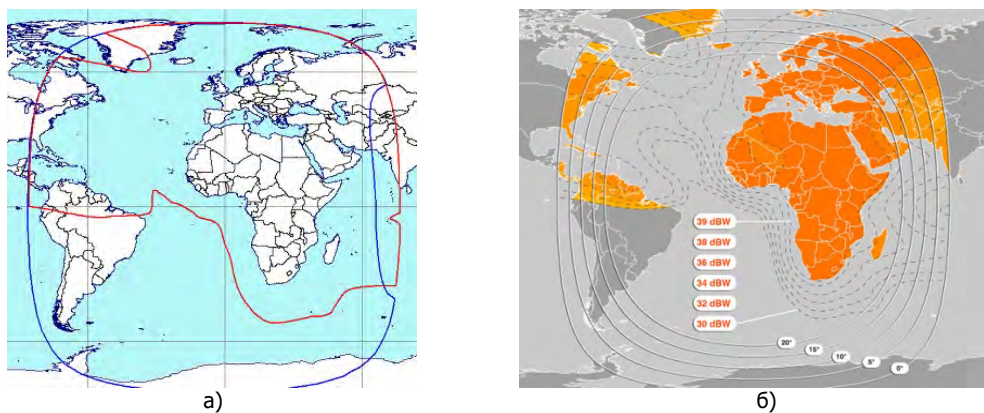 39 dBW
38 dBW
36 dBW
34 dBW
32 dBW
30 dBW
20°
15°
10°
5°
0°
а)
б)